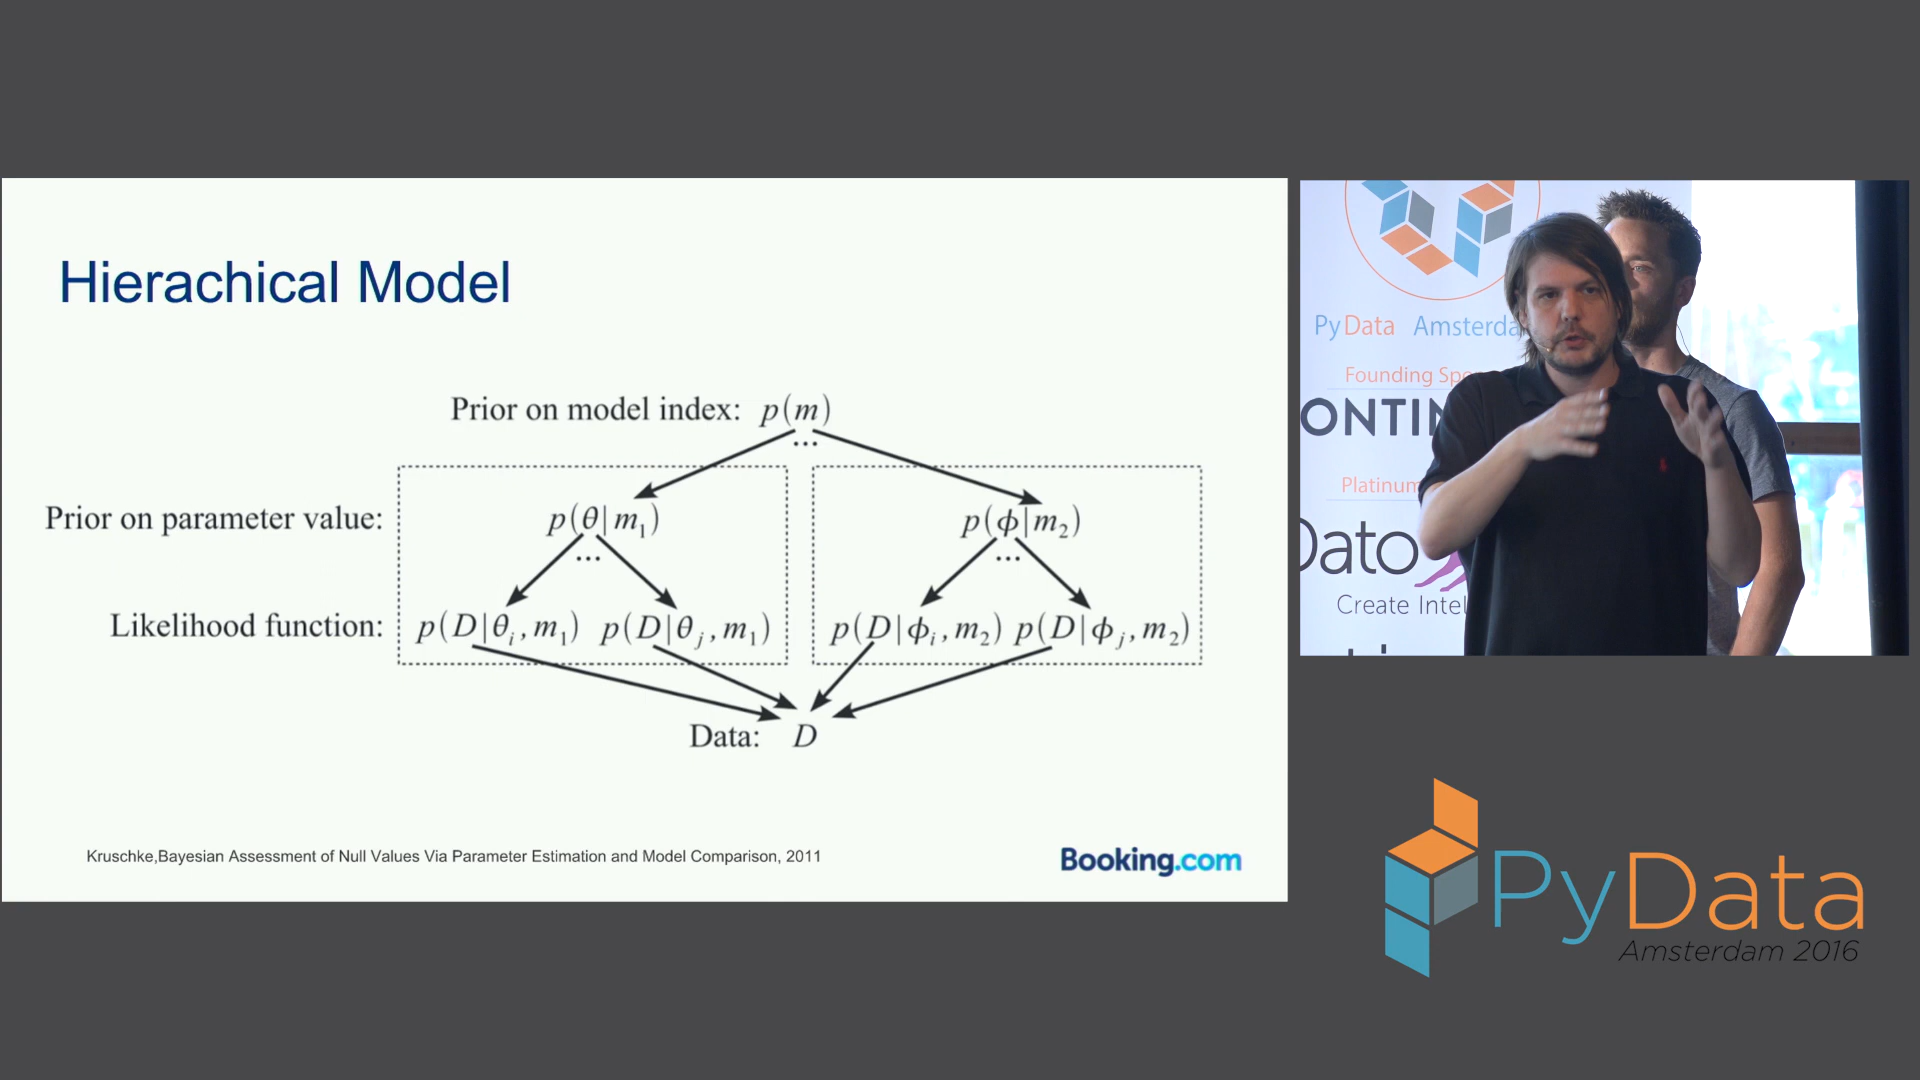 Hierachical Model
Prior on model index: p(m)
...
Prior on parameter value: p(θ|m₁) p(ϕ|m₂)
... ...
Likelihood function: p(D|θᵢ,m₁) p(D|θⱼ,m₁) p(D|ϕᵢ,m₂) p(D|ϕⱼ,m₂)
Data: D
Kruschke,Bayesian Assessment of Null Values Via Parameter Estimation and Model Comparison, 2011
Booking.com
PyData Amsterda
Founding Spo
ONTIN
Platinum
Dato
Create Intel
PyData
Amsterdam 2016